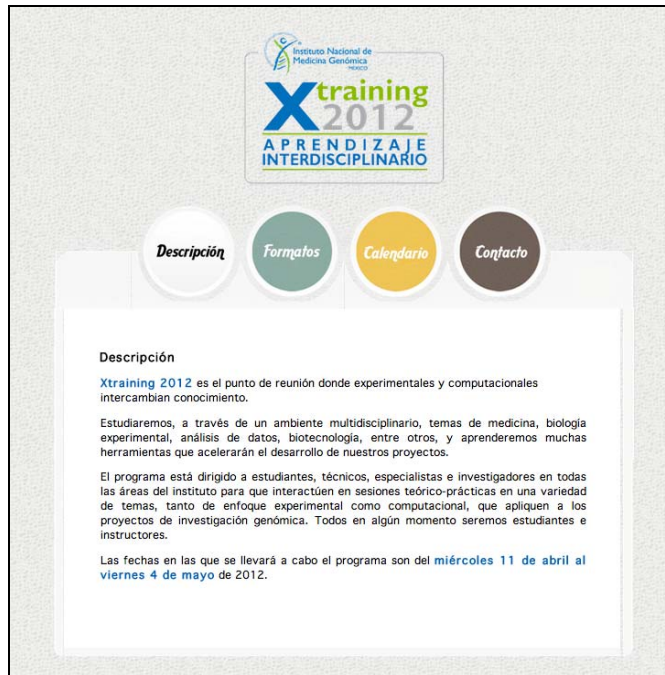 Instituto Nacional de
Medicina Genómica
MÉXICO
Xtraining
2012
APRENDIZAJE
INTERDISCIPLINARIO
Descripción
Formatos
Calendario
Contacto
Descripción
Xtraining 2012 es el punto de reunión donde experimentales y computacionales
intercambian conocimiento.
Estudiaremos, a través de un ambiente multidisciplinario, temas de medicina, biología
experimental, análisis de datos, biotecnología, entre otros, y aprenderemos muchas
herramientas que acelerarán el desarrollo de nuestros proyectos.
El programa está dirigido a estudiantes, técnicos, especialistas e investigadores en todas
las áreas del instituto para que interactúen en sesiones teórico-prácticas en una variedad
de temas, tanto de enfoque experimental como computacional, que apliquen a los
proyectos de investigación genómica. Todos en algún momento seremos estudiantes e
instructores.
Las fechas en las que se llevará a cabo el programa son del miércoles 11 de abril al
viernes 4 de mayo de 2012.